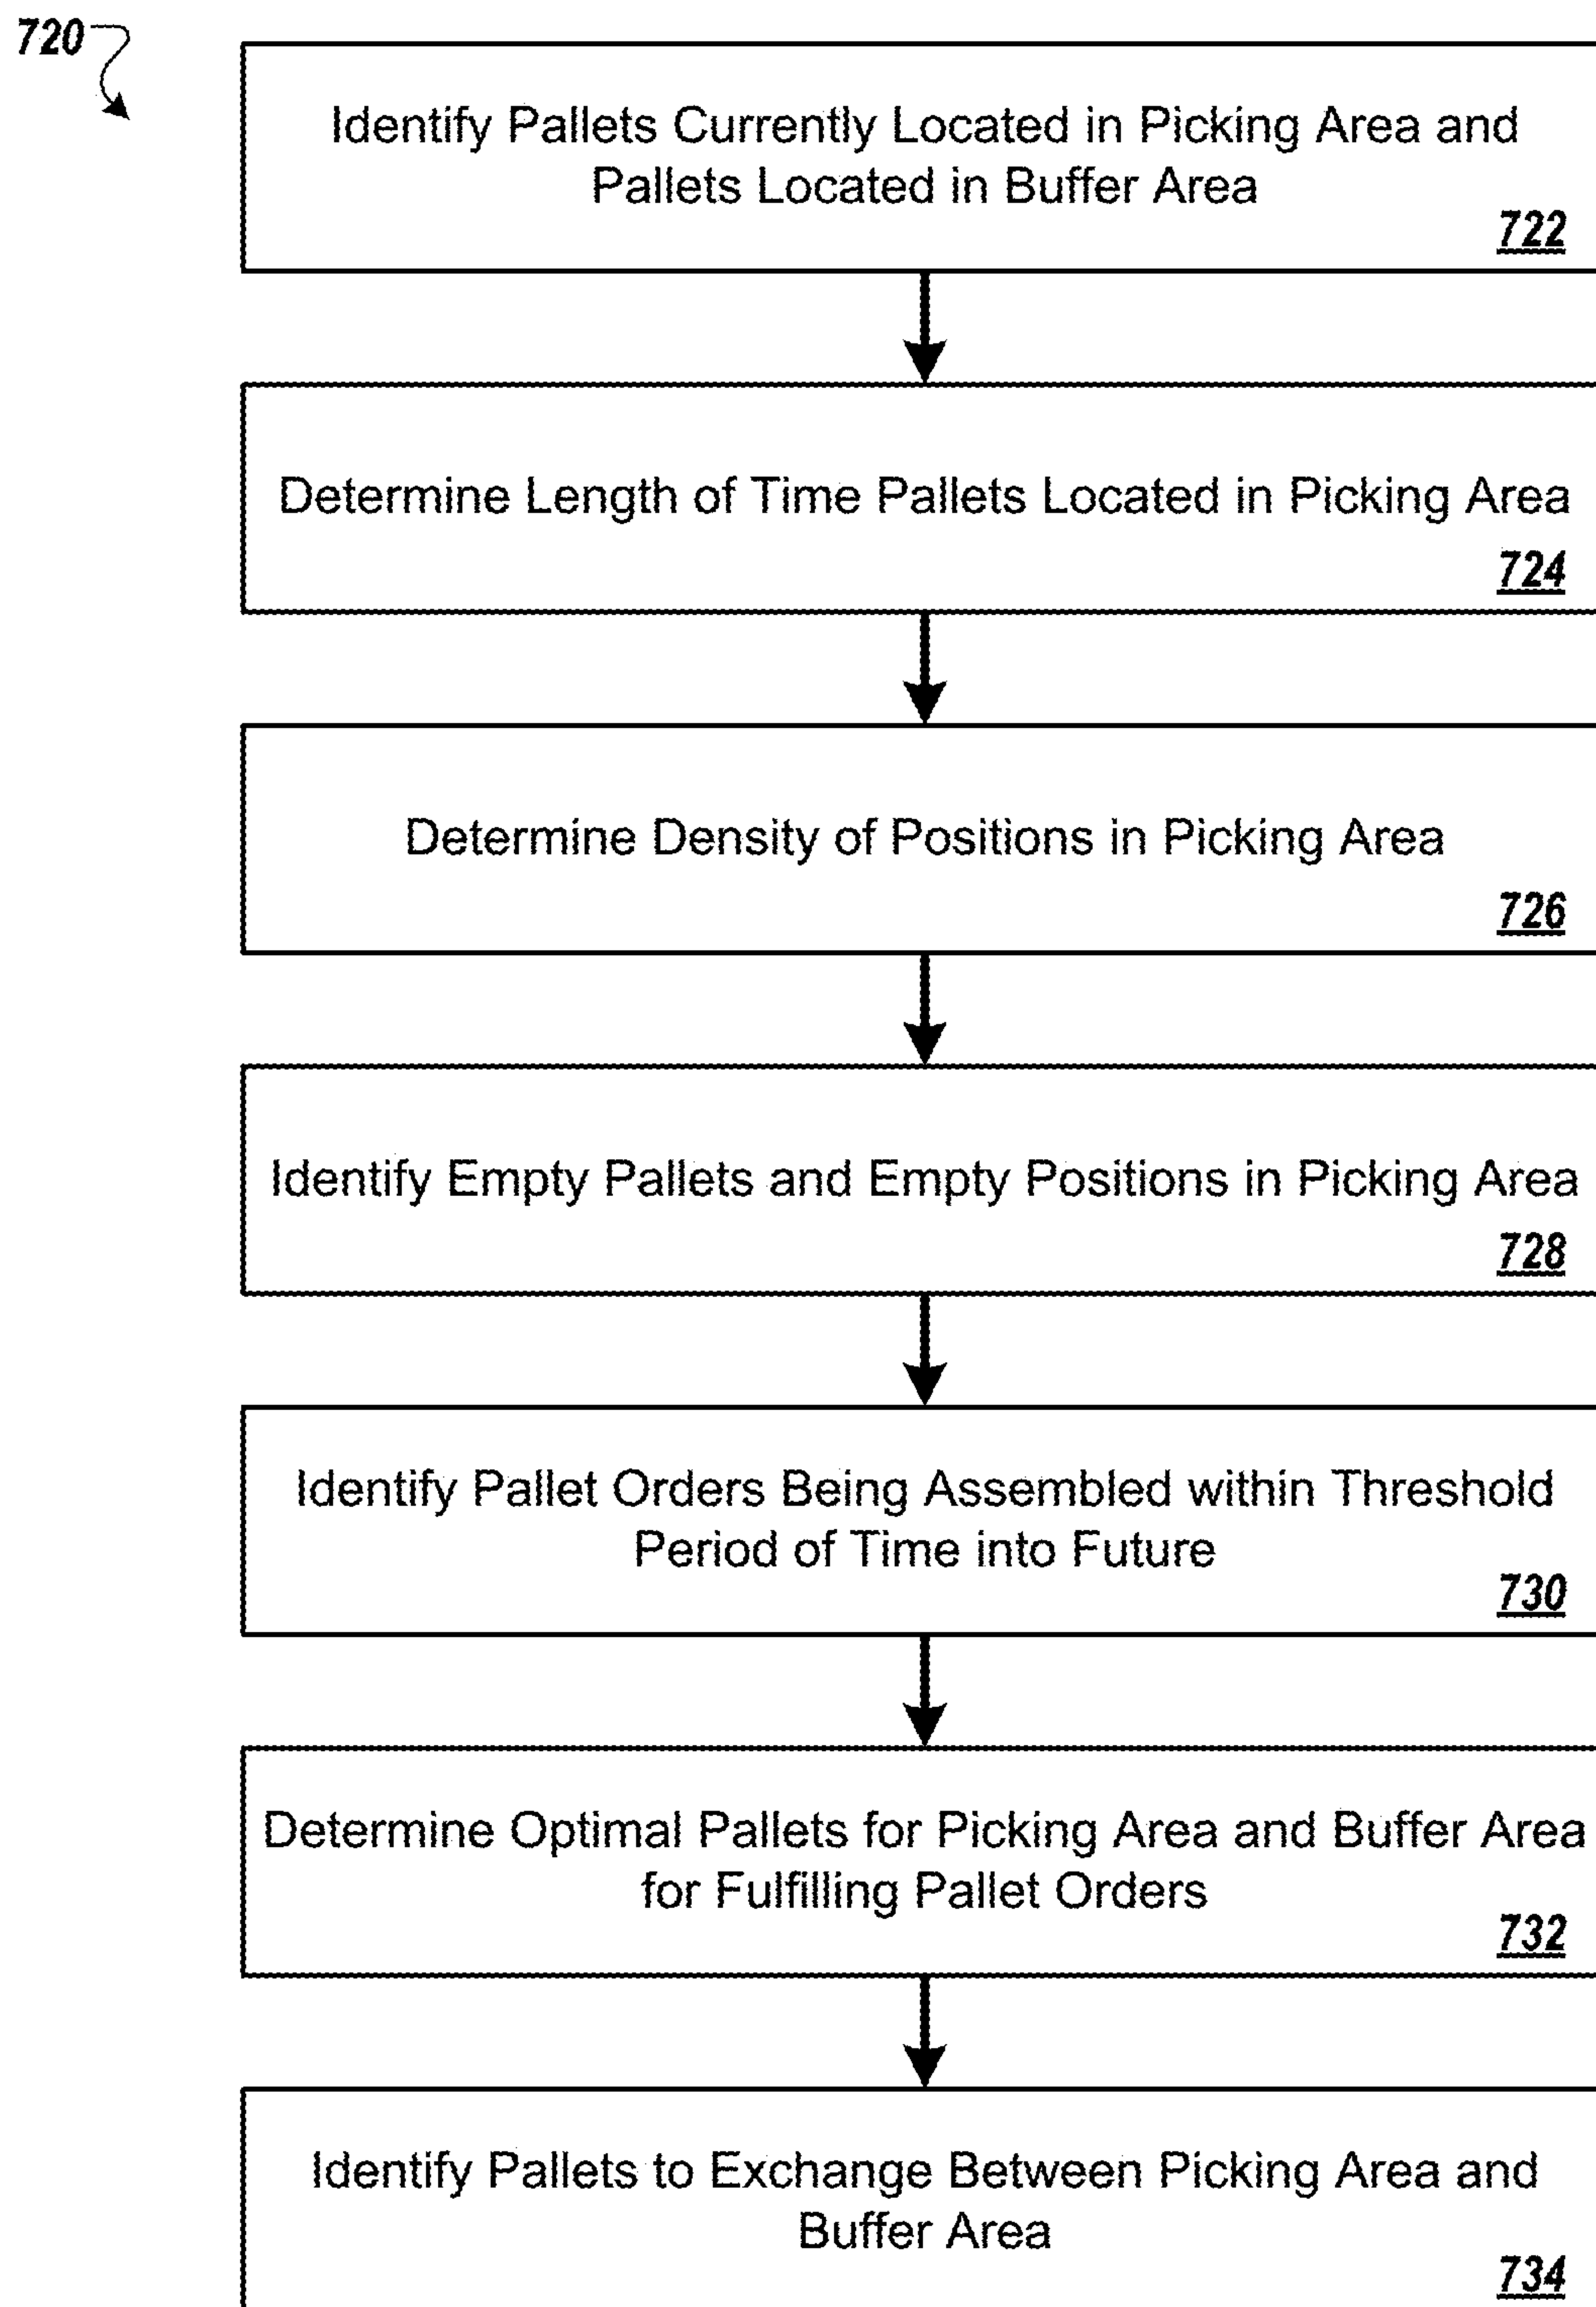 720
Identify Pallets Currently Located in Picking Area and
Pallets Located in Buffer Area
722
Determine Length of Time Pallets Located in Picking Area
724
Determine Density of Positions in Picking Area
726
Identify Empty Pallets and Empty Positions in Picking Area
728
Identify Pallet Orders Being Assembled within Threshold
Period of Time into Future
730
Determine Optimal Pallets for Picking Area and Buffer Area
for Fulfilling Pallet Orders
732
Identify Pallets to Exchange Between Picking Area and
Buffer Area
734